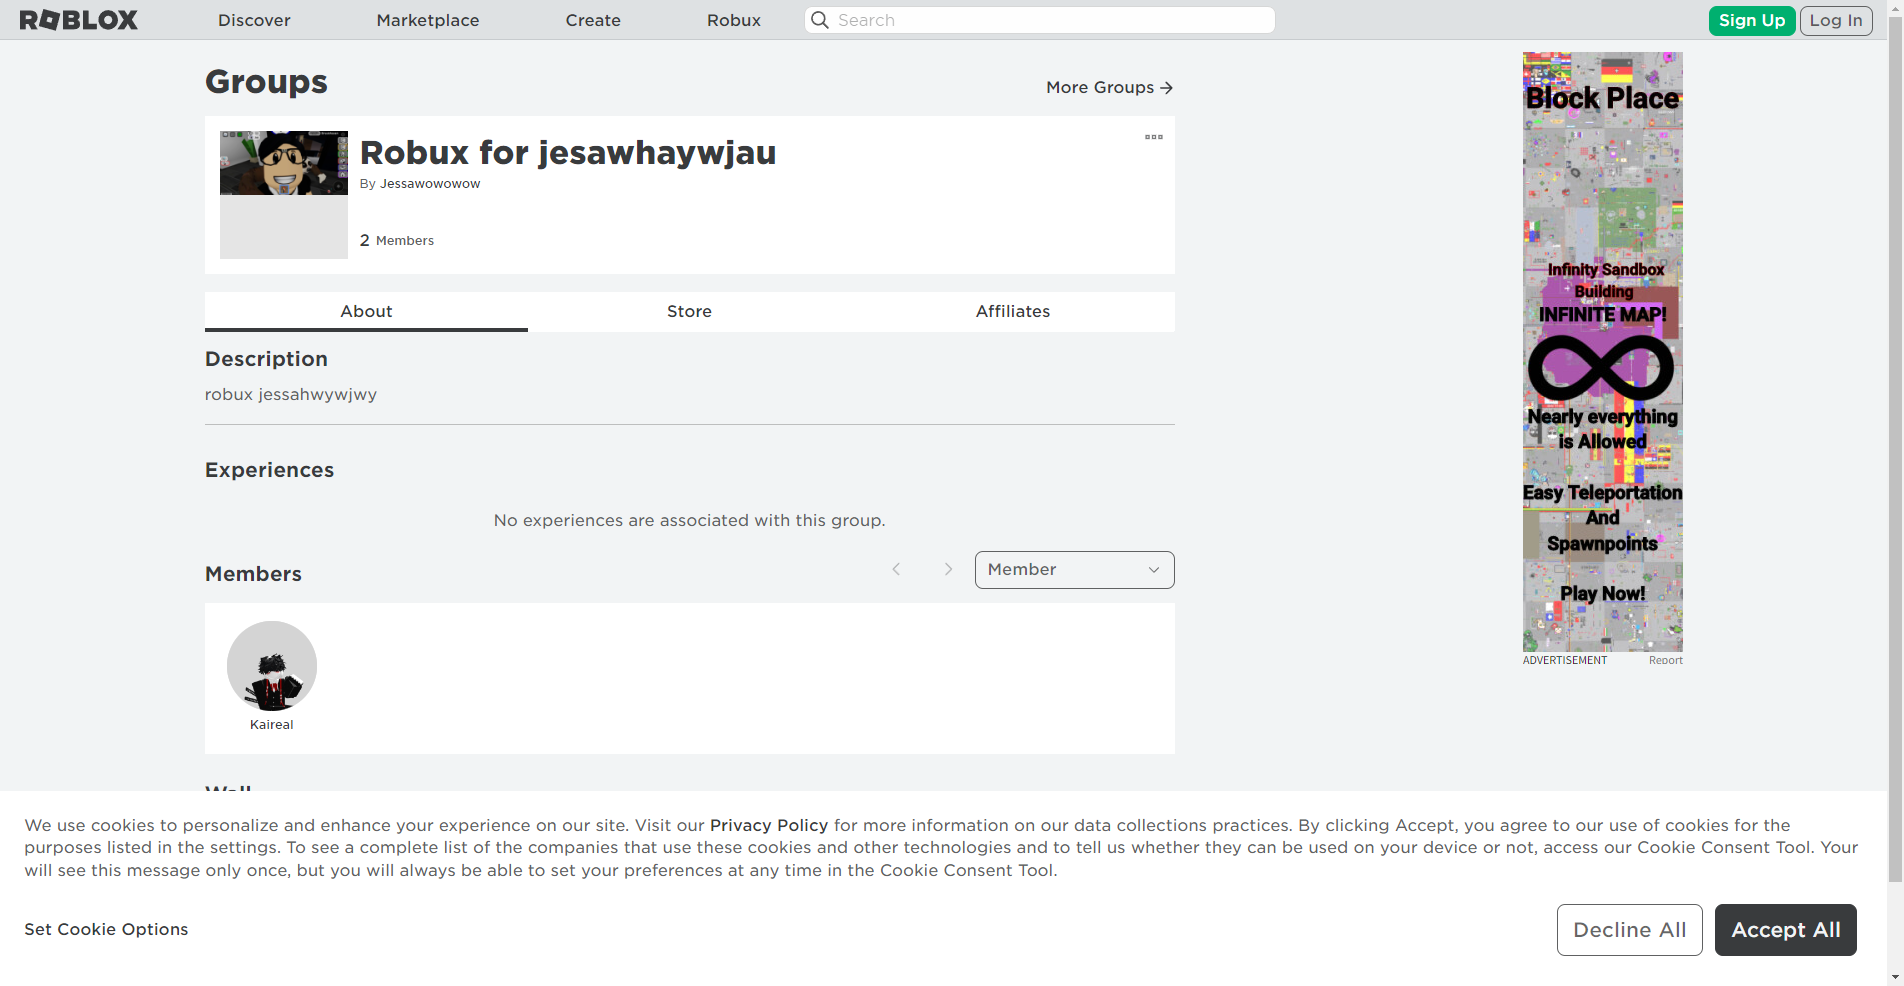 ROBLOX
Discover
Marketplace
Create
Robux
Search
Sign Up
Log In
Groups
More Groups
Robux for jesawhaywjau
By Jessawowowow
2 Members
About
Store
Affiliates
Description
robux jessahwywjwy
Experiences
No experiences are associated with this group.
Members
Member
Kaireal
Wall
Block Place
Infinity Sandbox
Building
INFINITE MAP!
Nearly everything
is Allowed
Easy Teleportation
And
Spawnpoints
Play Now!
ADVERTISEMENT
Report
We use cookies to personalize and enhance your experience on our site. Visit our Privacy Policy for more information on our data collections practices. By clicking Accept, you agree to our use of cookies for the
purposes listed in the settings. To see a complete list of the companies that use these cookies and other technologies and to tell us whether they can be used on your device or not, access our Cookie Consent Tool. Your
will see this message only once, but you will always be able to set your preferences at any time in the Cookie Consent Tool.
Set Cookie Options
Decline All
Accept All